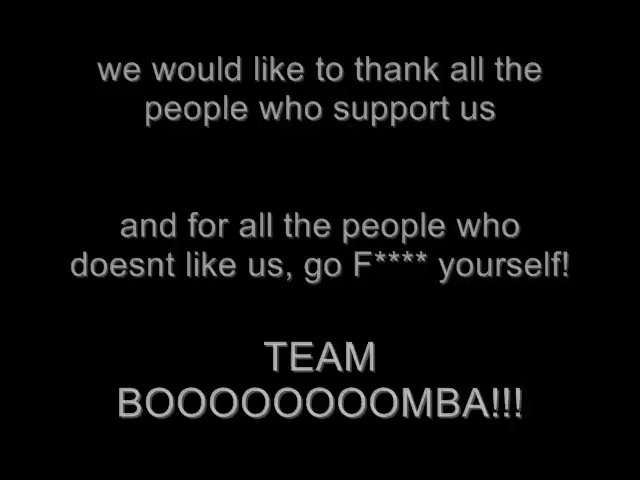 we would like to thank all the
people who support us
and for all the people who
doesnt like us, go F**** yourself!
TEAM
BOOOOOOOOMBA!!!